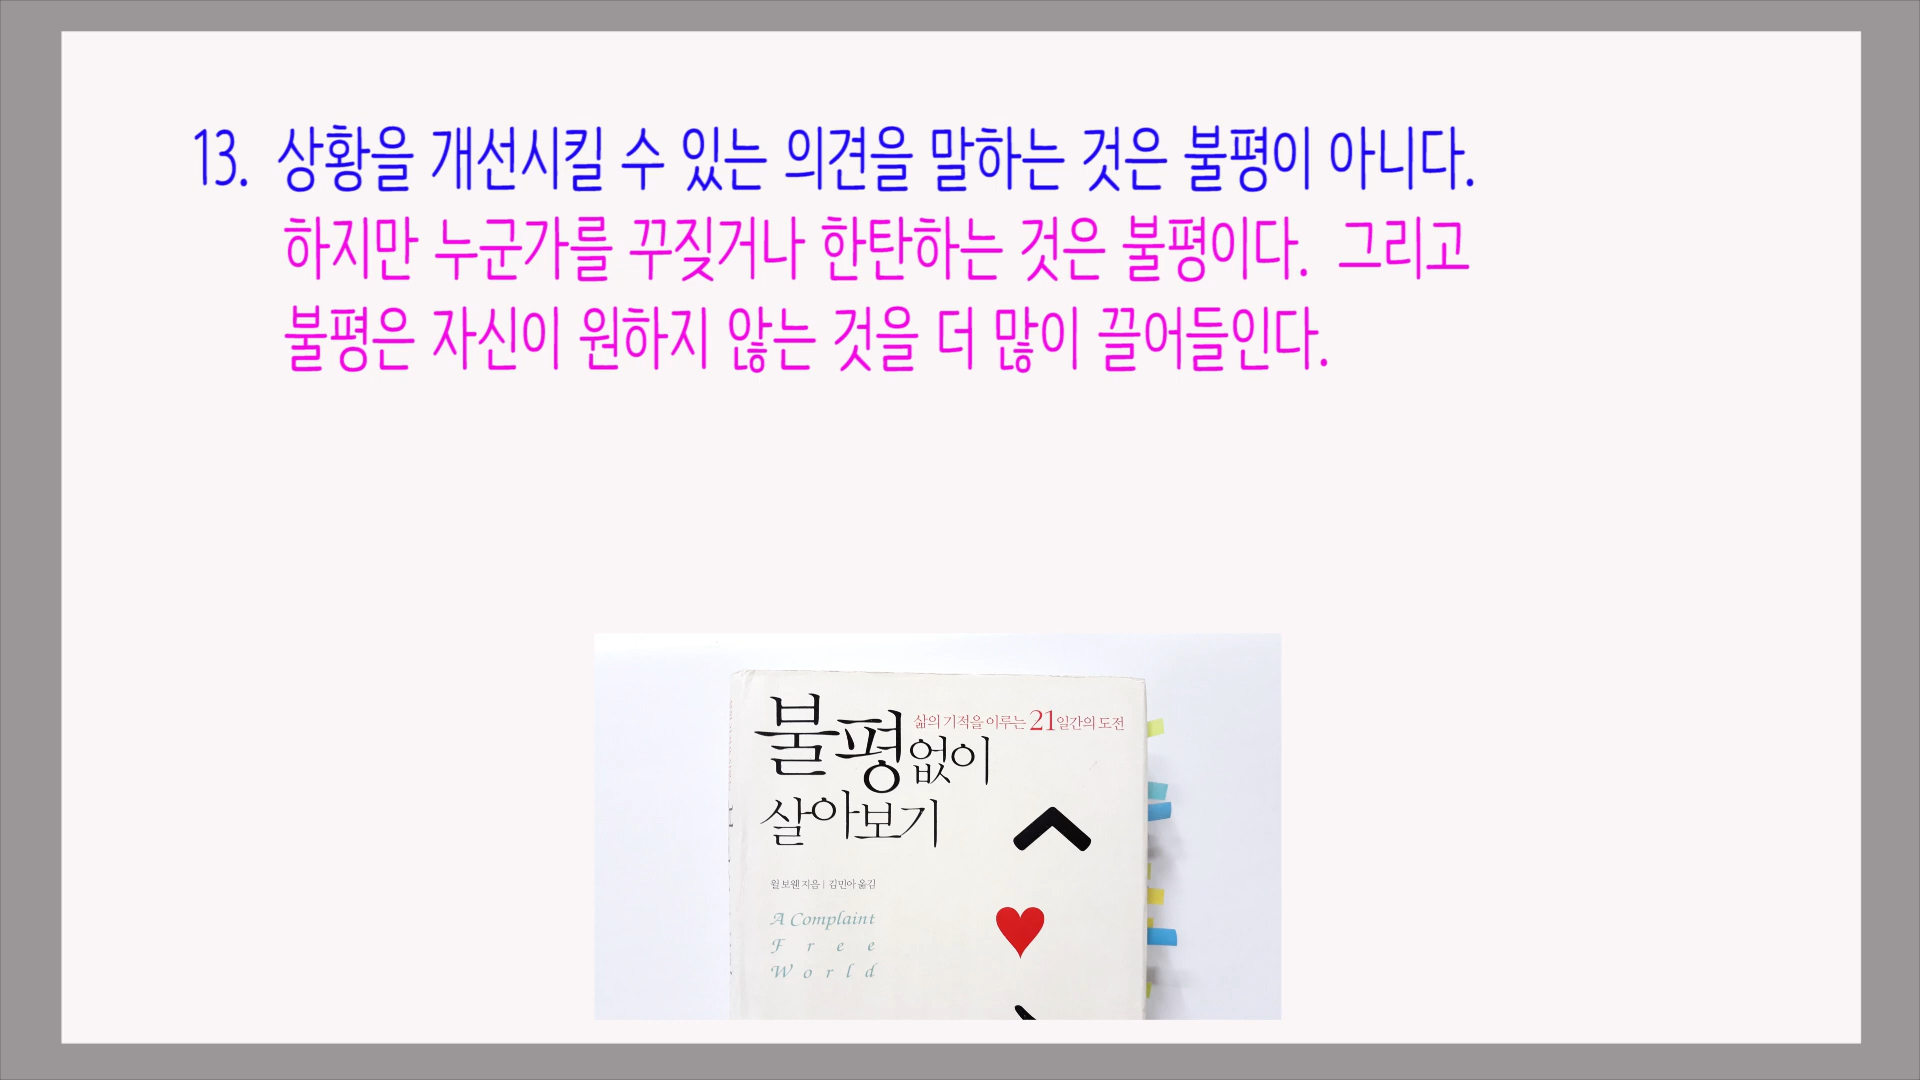 13. 상황을 개선시킬 수 있는 의견을 말하는 것은 불평이 아니다.
하지만 누군가를 꾸짖거나 한탄하는 것은 불평이다. 그리고
불평은 자신이 원하지 않는 것을 더 많이 끌어들인다.
삶의 기적을 이루는 21일간의 도전
불평없이
살아보기
윌 보웬 지음 | 김민아 옮김
A Complaint
Free
World